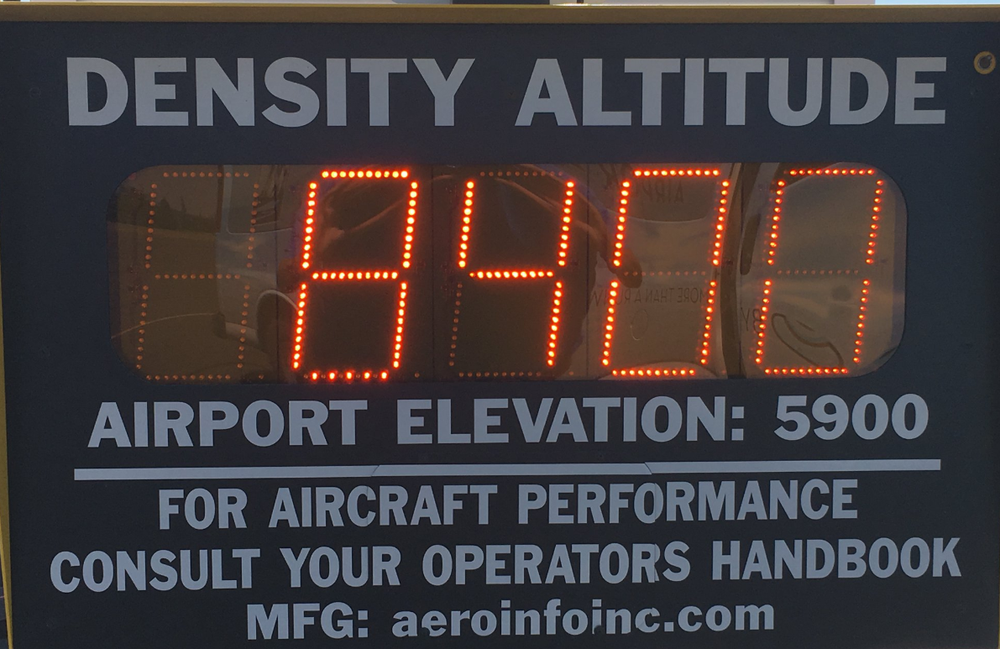 DENSITY ALTITUDE
8400
AIRPORT ELEVATION: 5900
FOR AIRCRAFT PERFORMANCE
CONSULT YOUR OPERATORS HANDBOOK
MFG: aeroinfoinc.com